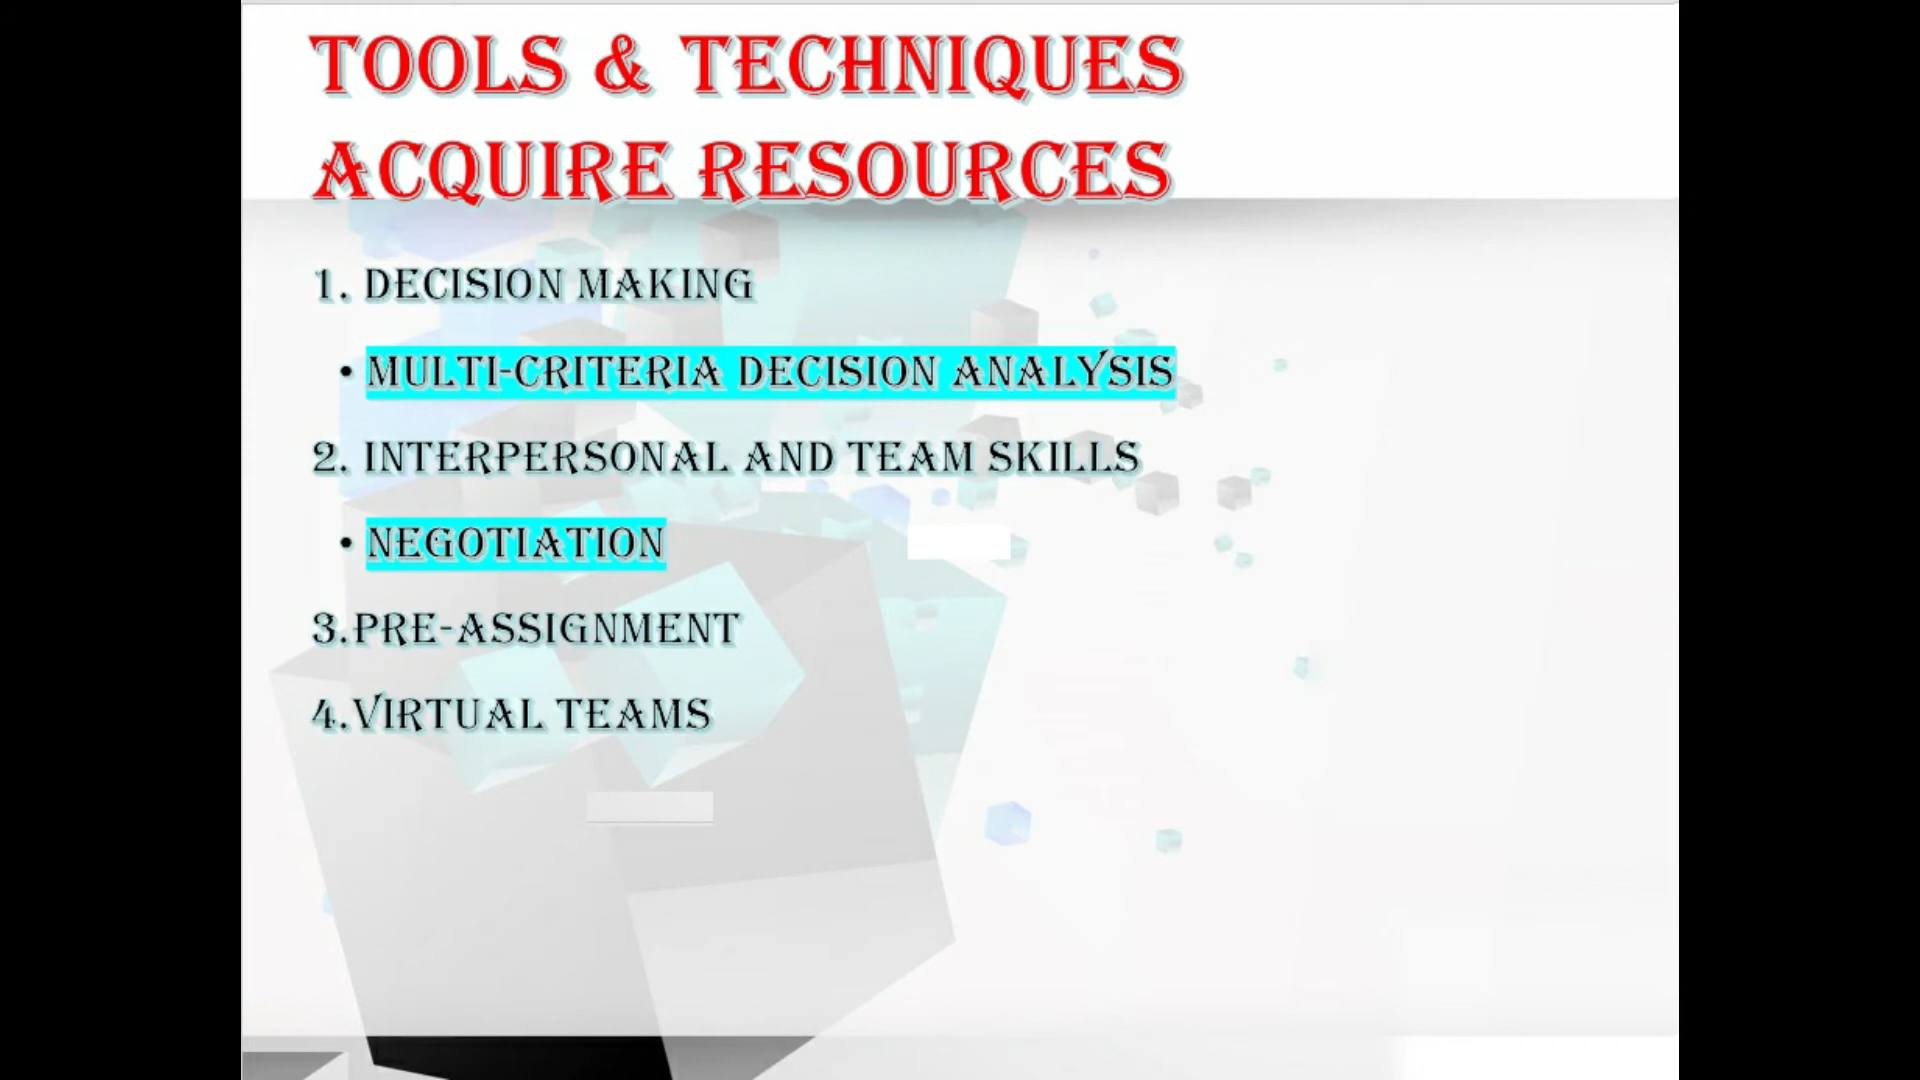 TOOLS & TECHNIQUES
ACQUIRE RESOURCES
1. DECISION MAKING
• MULTI-CRITERIA DECISION ANALYSIS
2. INTERPERSONAL AND TEAM SKILLS
• NEGOTIATION
3.PRE-ASSIGNMENT
4.VIRTUAL TEAMS